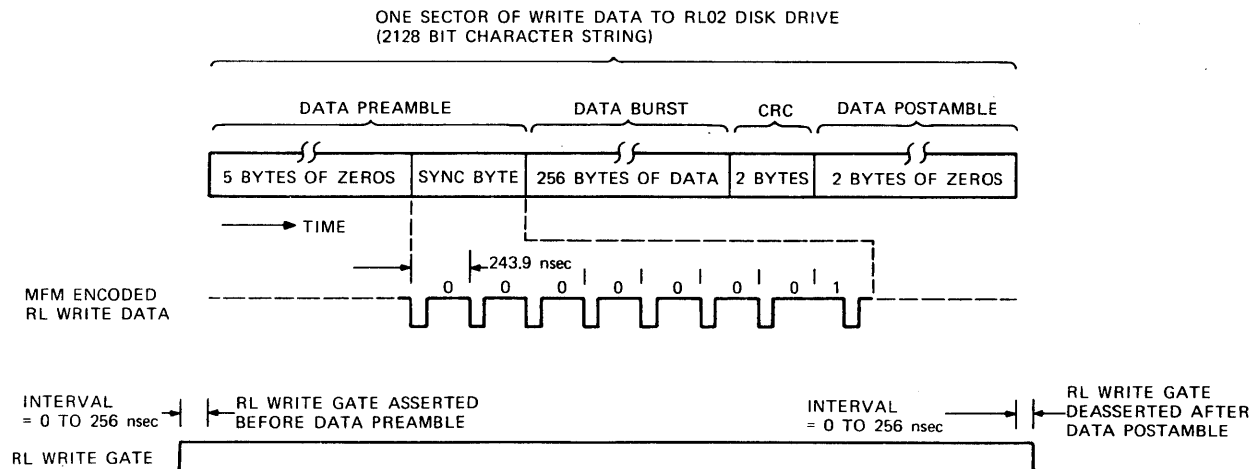 ONE SECTOR OF WRITE DATA TO RL02 DISK DRIVE
(2128 BIT CHARACTER STRING)
DATA PREAMBLE DATA BURST CRC DATA POSTAMBLE
5 BYTES OF ZEROS SYNC BYTE 256 BYTES OF DATA 2 BYTES 2 BYTES OF ZEROS
TIME
243.9 nsec
0 0 0 0 0 0 0 1
MFM ENCODED
RL WRITE DATA
INTERVAL
= 0 TO 256 nsec
RL WRITE GATE ASSERTED
BEFORE DATA PREAMBLE
INTERVAL
= 0 TO 256 nsec
RL WRITE GATE
DEASSERTED AFTER
DATA POSTAMBLE
RL WRITE GATE